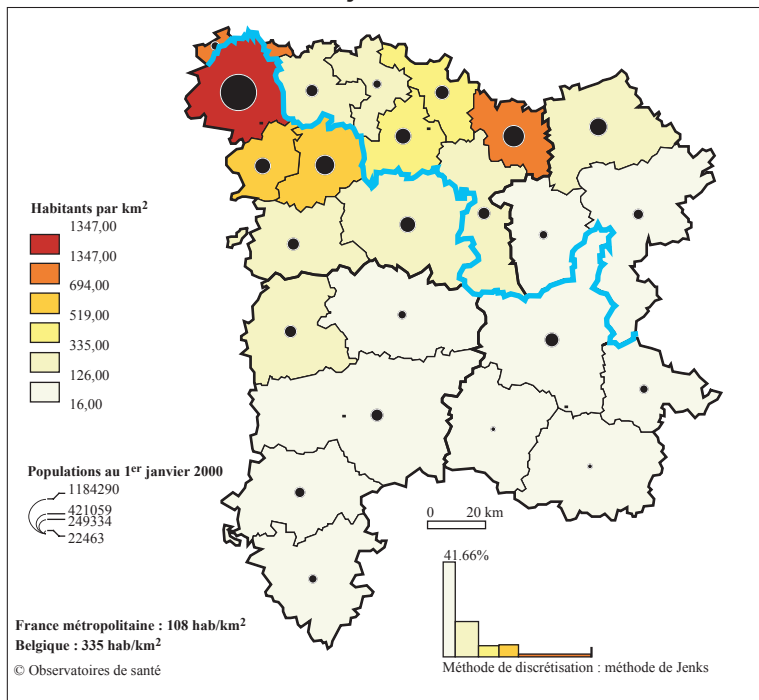 Habitants par km2
1347,00
1347,00
694,00
519,00
335,00
126,00
16,00
Populations au 1er janvier 2000
1184290
421059
249334
22463
0 20 km
41.66%
France métropolitaine : 108 hab/km2
Belgique : 335 hab/km2
© Observatoires de santé
Méthode de discrétisation : méthode de Jenks